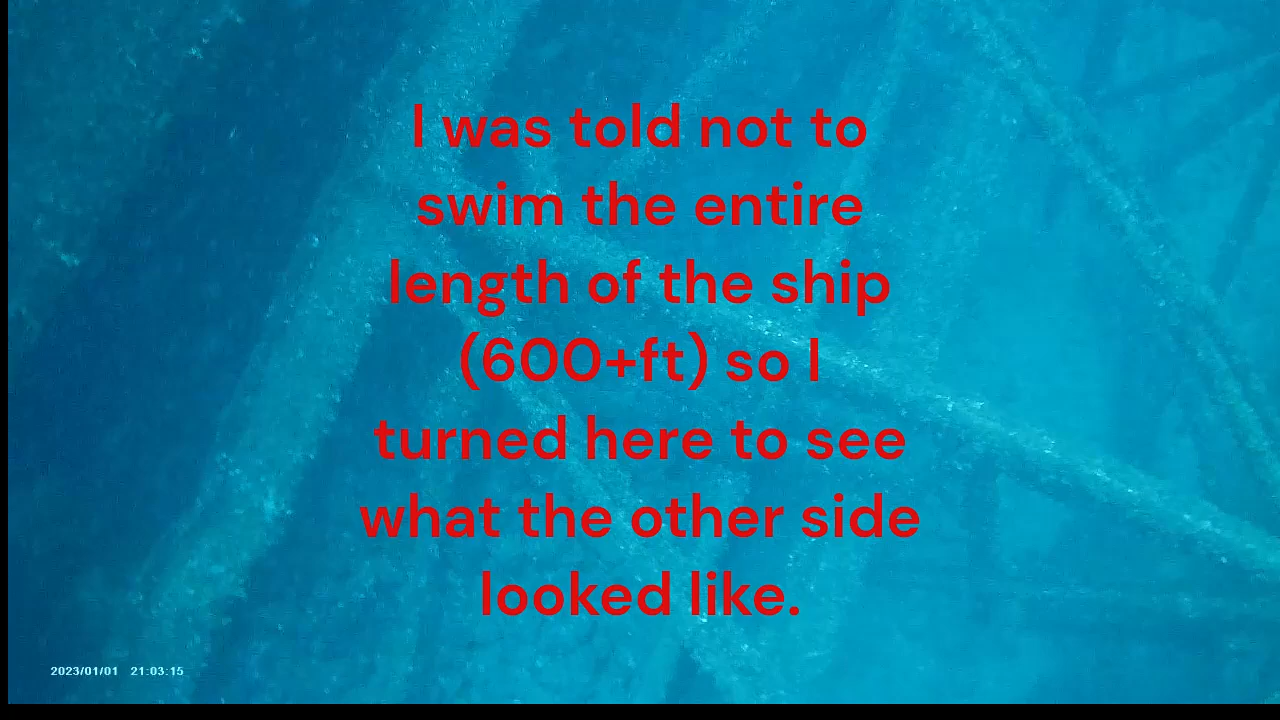 I was told not to
swim the entire
length of the ship
(600+ft) so I
turned here to see
what the other side
looked like.
2023/01/01 21:03:15